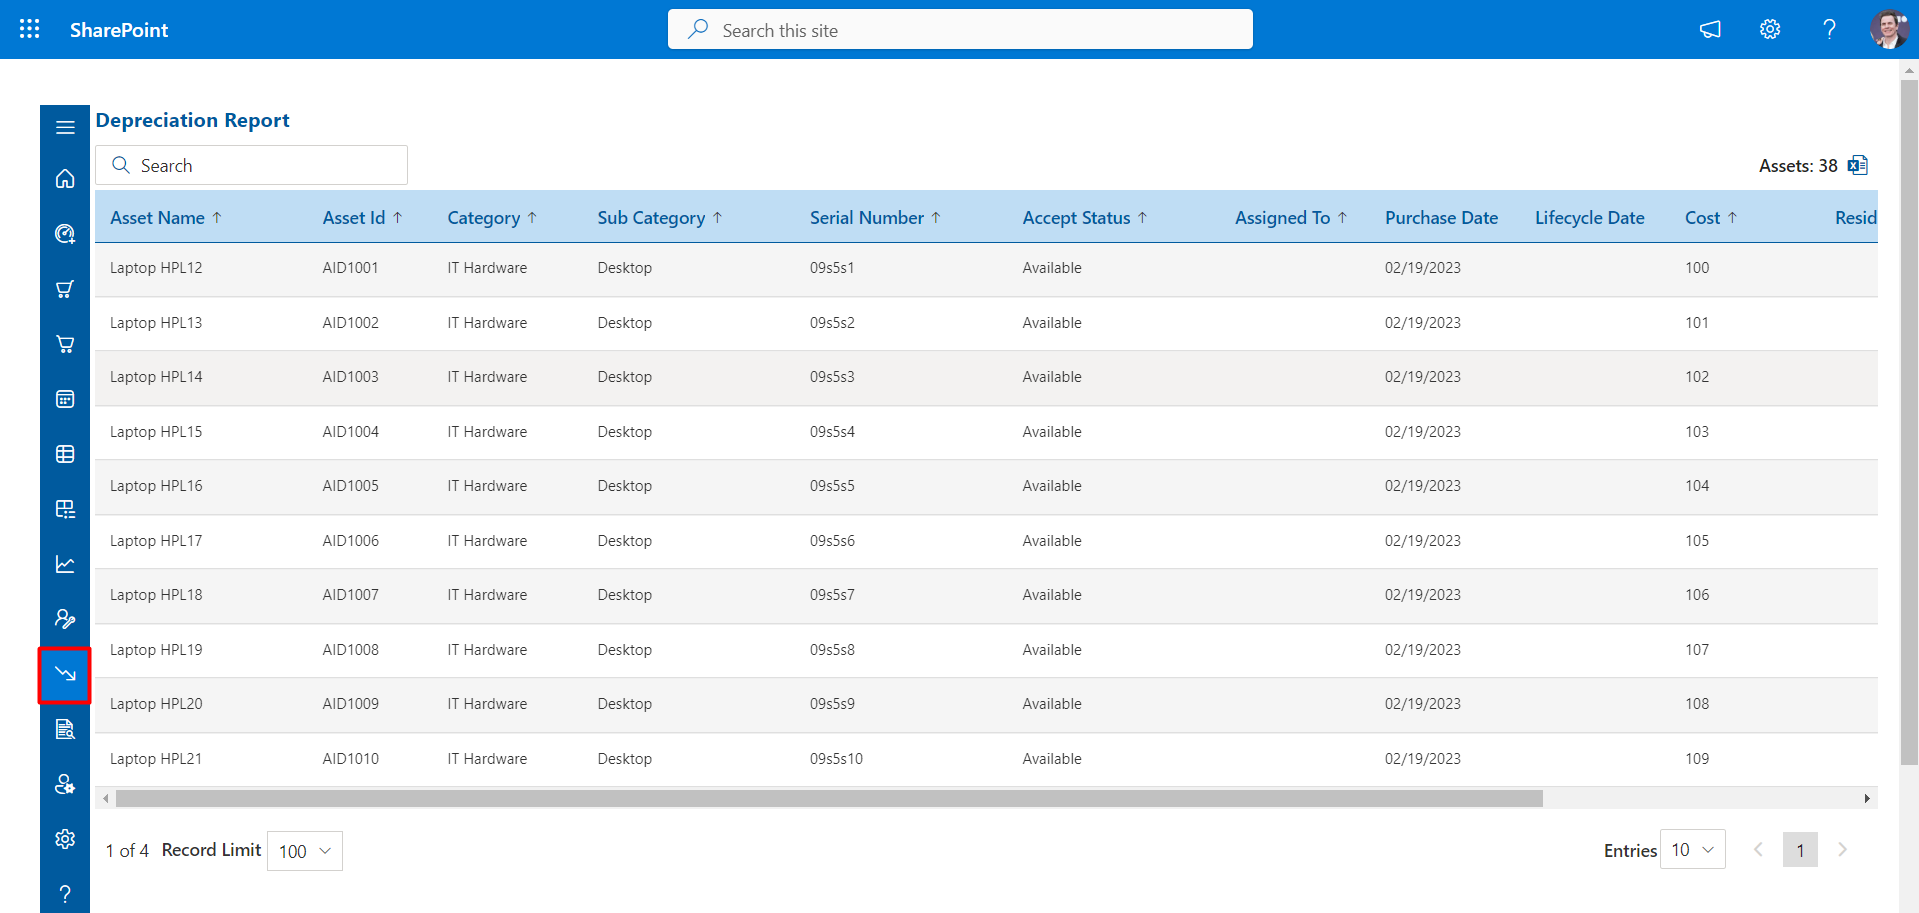 SharePoint
Search this site
Depreciation Report
Search
Assets: 38
Asset Name Asset Id Category Sub Category Serial Number Accept Status Assigned To Purchase Date Lifecycle Date Cost Resid
Laptop HPL12 AID1001 IT Hardware Desktop 09s5s1 Available 02/19/2023 100
Laptop HPL13 AID1002 IT Hardware Desktop 09s5s2 Available 02/19/2023 101
Laptop HPL14 AID1003 IT Hardware Desktop 09s5s3 Available 02/19/2023 102
Laptop HPL15 AID1004 IT Hardware Desktop 09s5s4 Available 02/19/2023 103
Laptop HPL16 AID1005 IT Hardware Desktop 09s5s5 Available 02/19/2023 104
Laptop HPL17 AID1006 IT Hardware Desktop 09s5s6 Available 02/19/2023 105
Laptop HPL18 AID1007 IT Hardware Desktop 09s5s7 Available 02/19/2023 106
Laptop HPL19 AID1008 IT Hardware Desktop 09s5s8 Available 02/19/2023 107
Laptop HPL20 AID1009 IT Hardware Desktop 09s5s9 Available 02/19/2023 108
Laptop HPL21 AID1010 IT Hardware Desktop 09s5s10 Available 02/19/2023 109
1 of 4 Record Limit 100 Entries 10 1